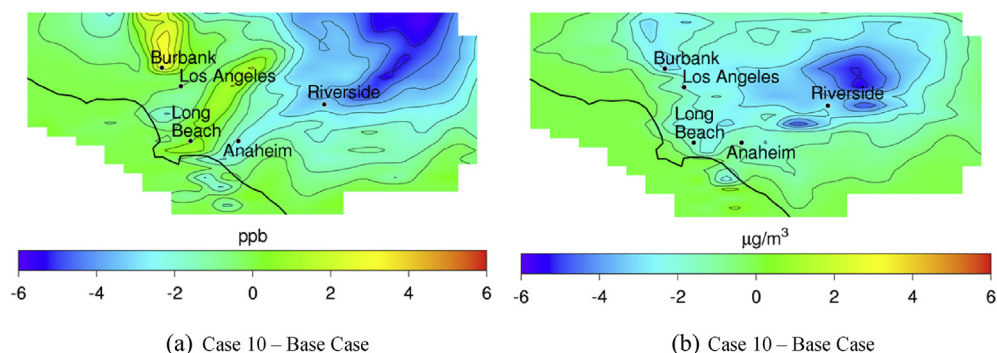 Burbank
Los Angeles
Riverside
Long
Beach
Anaheim
ppb
-6 -4 -2 0 2 4 6
(a) Case 10 – Base Case
Burbank
Los Angeles
Riverside
Long
Beach
Anaheim
µg/m³
-6 -4 -2 0 2 4 6
(b) Case 10 – Base Case